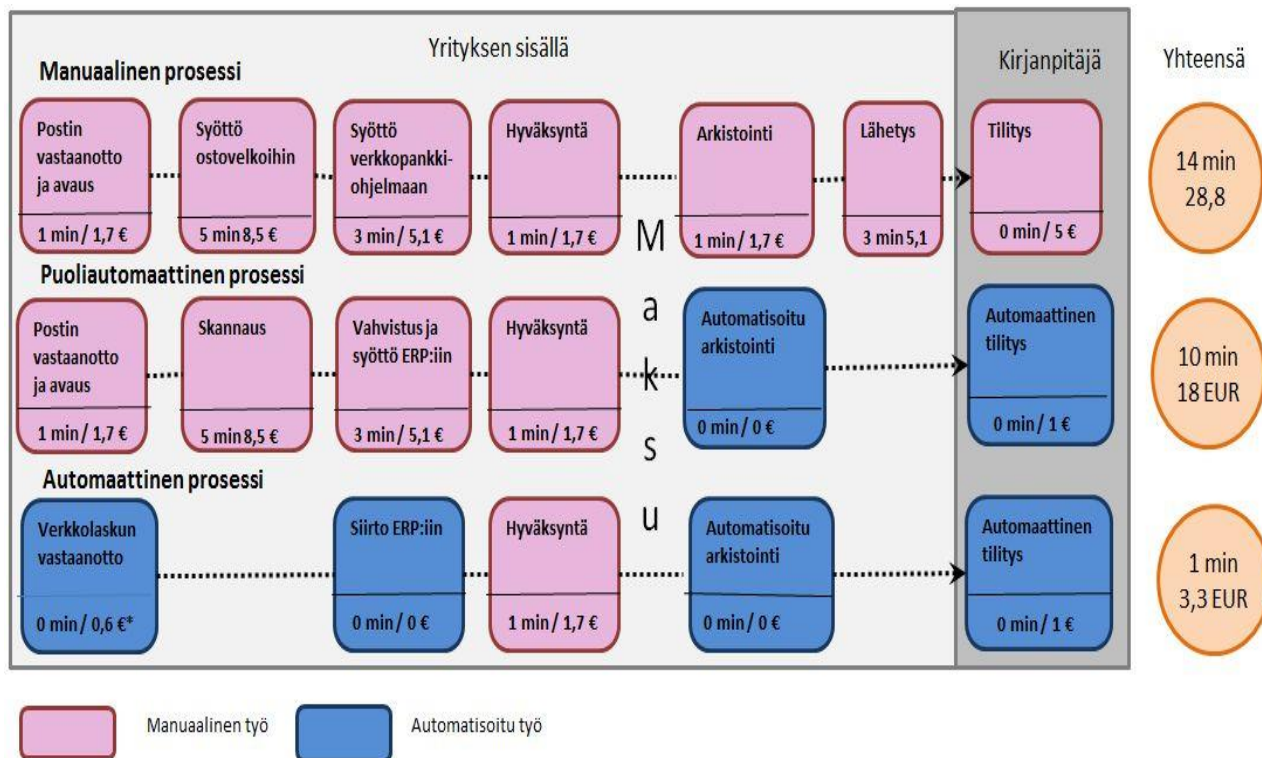 Yrityksen sisällä
Kirjanpitäjä
Yhteensä
Manuaalinen prosessi
Postin
vastaanotto
ja avaus
1 min / 1,7 €
Syöttö
ostovelkoihin
5 min 8,5 €
Syöttö
verkkopankki-
ohjelmaan
3 min / 5,1 €
Hyväksyntä
1 min / 1,7 €
Arkistointi
1 min / 1,7 €
Lähetys
3 min 5,1
Tilitys
0 min / 5 €
14 min
28,8
M
a
k
s
u
Puoliautomaattinen prosessi
Postin
vastaanotto
ja avaus
1 min / 1,7 €
Skannaus
5 min 8,5 €
Vahvistus ja
syöttö ERP:iin
3 min / 5,1 €
Hyväksyntä
1 min / 1,7 €
Automatisoitu
arkistointi
0 min / 0 €
Automaattinen
tilitys
0 min / 1 €
10 min
18 EUR
Automaattinen prosessi
Verkkolaskun
vastaanotto
0 min / 0,6 €*
Siirto ERP:iin
0 min / 0 €
Hyväksyntä
1 min / 1,7 €
Automatisoitu
arkistointi
0 min / 0 €
Automaattinen
tilitys
0 min / 1 €
1 min
3,3 EUR
Manuaalinen työ
Automatisoitu työ